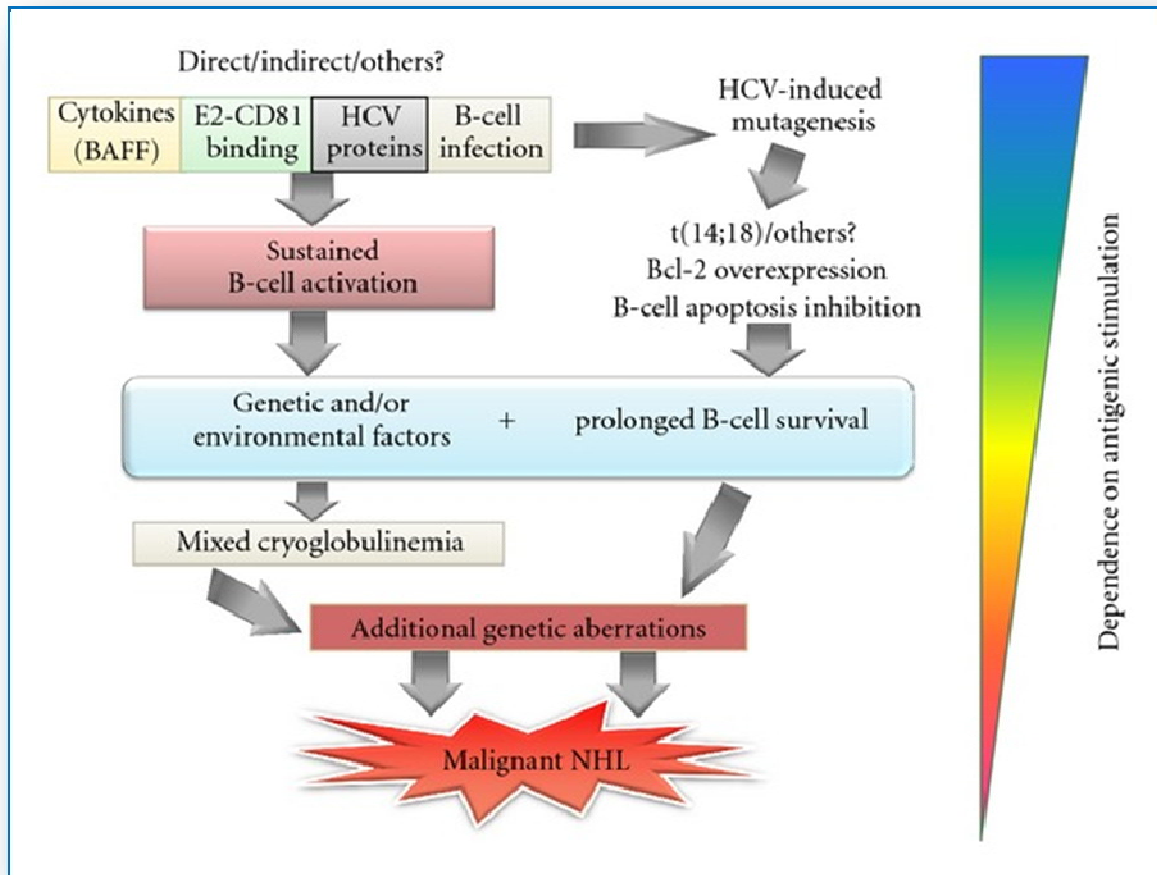 Direct/indirect/others?
Cytokines
(BAFF)
E2-CD81
binding
HCV
proteins
B-cell
infection
HCV-induced
mutagenesis
Sustained
B-cell activation
t(14;18)/others?
Bcl-2 overexpression
B-cell apoptosis inhibition
Genetic and/or
environmental factors
+
prolonged B-cell survival
Mixed cryoglobulinemia
Additional genetic aberrations
Malignant NHL
Dependence on antigenic stimulation